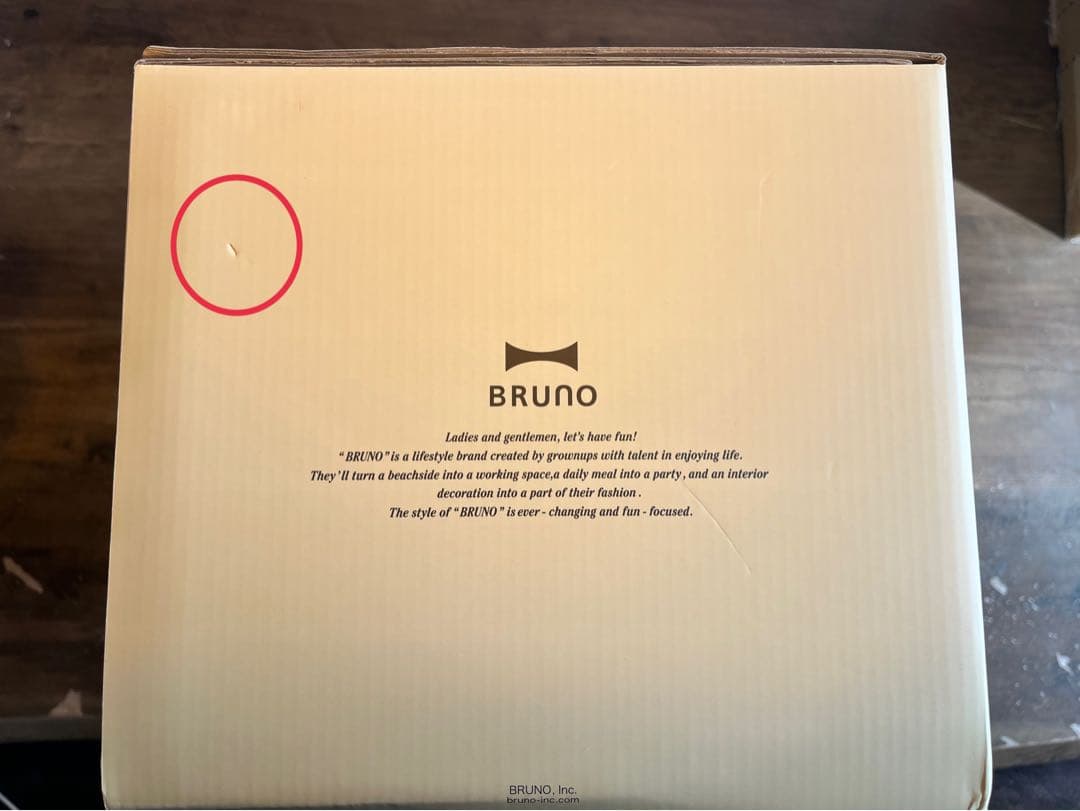 BRUNO
Ladies and gentlemen, let's have fun!
“BRUNO” is a lifestyle brand created by grownups with talent in enjoying life.
They'll turn a beachside into a working space,a daily meal into a party, and an interior
decoration into a part of their fashion.
The style of “BRUNO” is ever - changing and fun - focused.
BRUNO, Inc.
bruno-inc.com